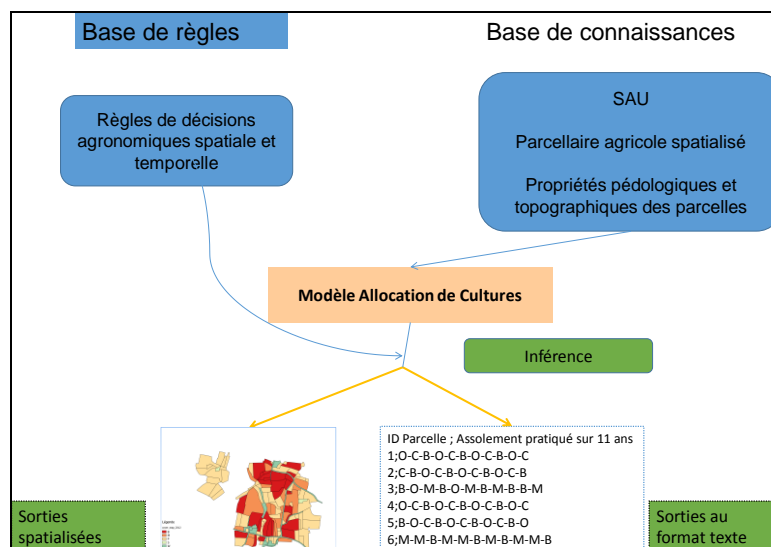 Base de règles
Base de connaissances
Règles de décisions
agronomiques spatiale et
temporelle
SAU
Parcellaire agricole spatialisé
Propriétés pédologiques et
topographiques des parcelles
Modèle Allocation de Cultures
Inférence
ID Parcelle ; Assolement pratiqué sur 11 ans
1;O-C-B-O-C-B-O-C-B-O-C
2;C-B-O-C-B-O-C-B-O-C-B
3;B-O-M-B-O-M-B-M-B-B-M
4;O-C-B-O-C-B-O-C-B-O-C
5;B-O-C-B-O-C-B-O-C-B-O
6;M-M-B-M-M-B-M-B-M-M-B
Sorties
spatialisées
Sorties au
format texte